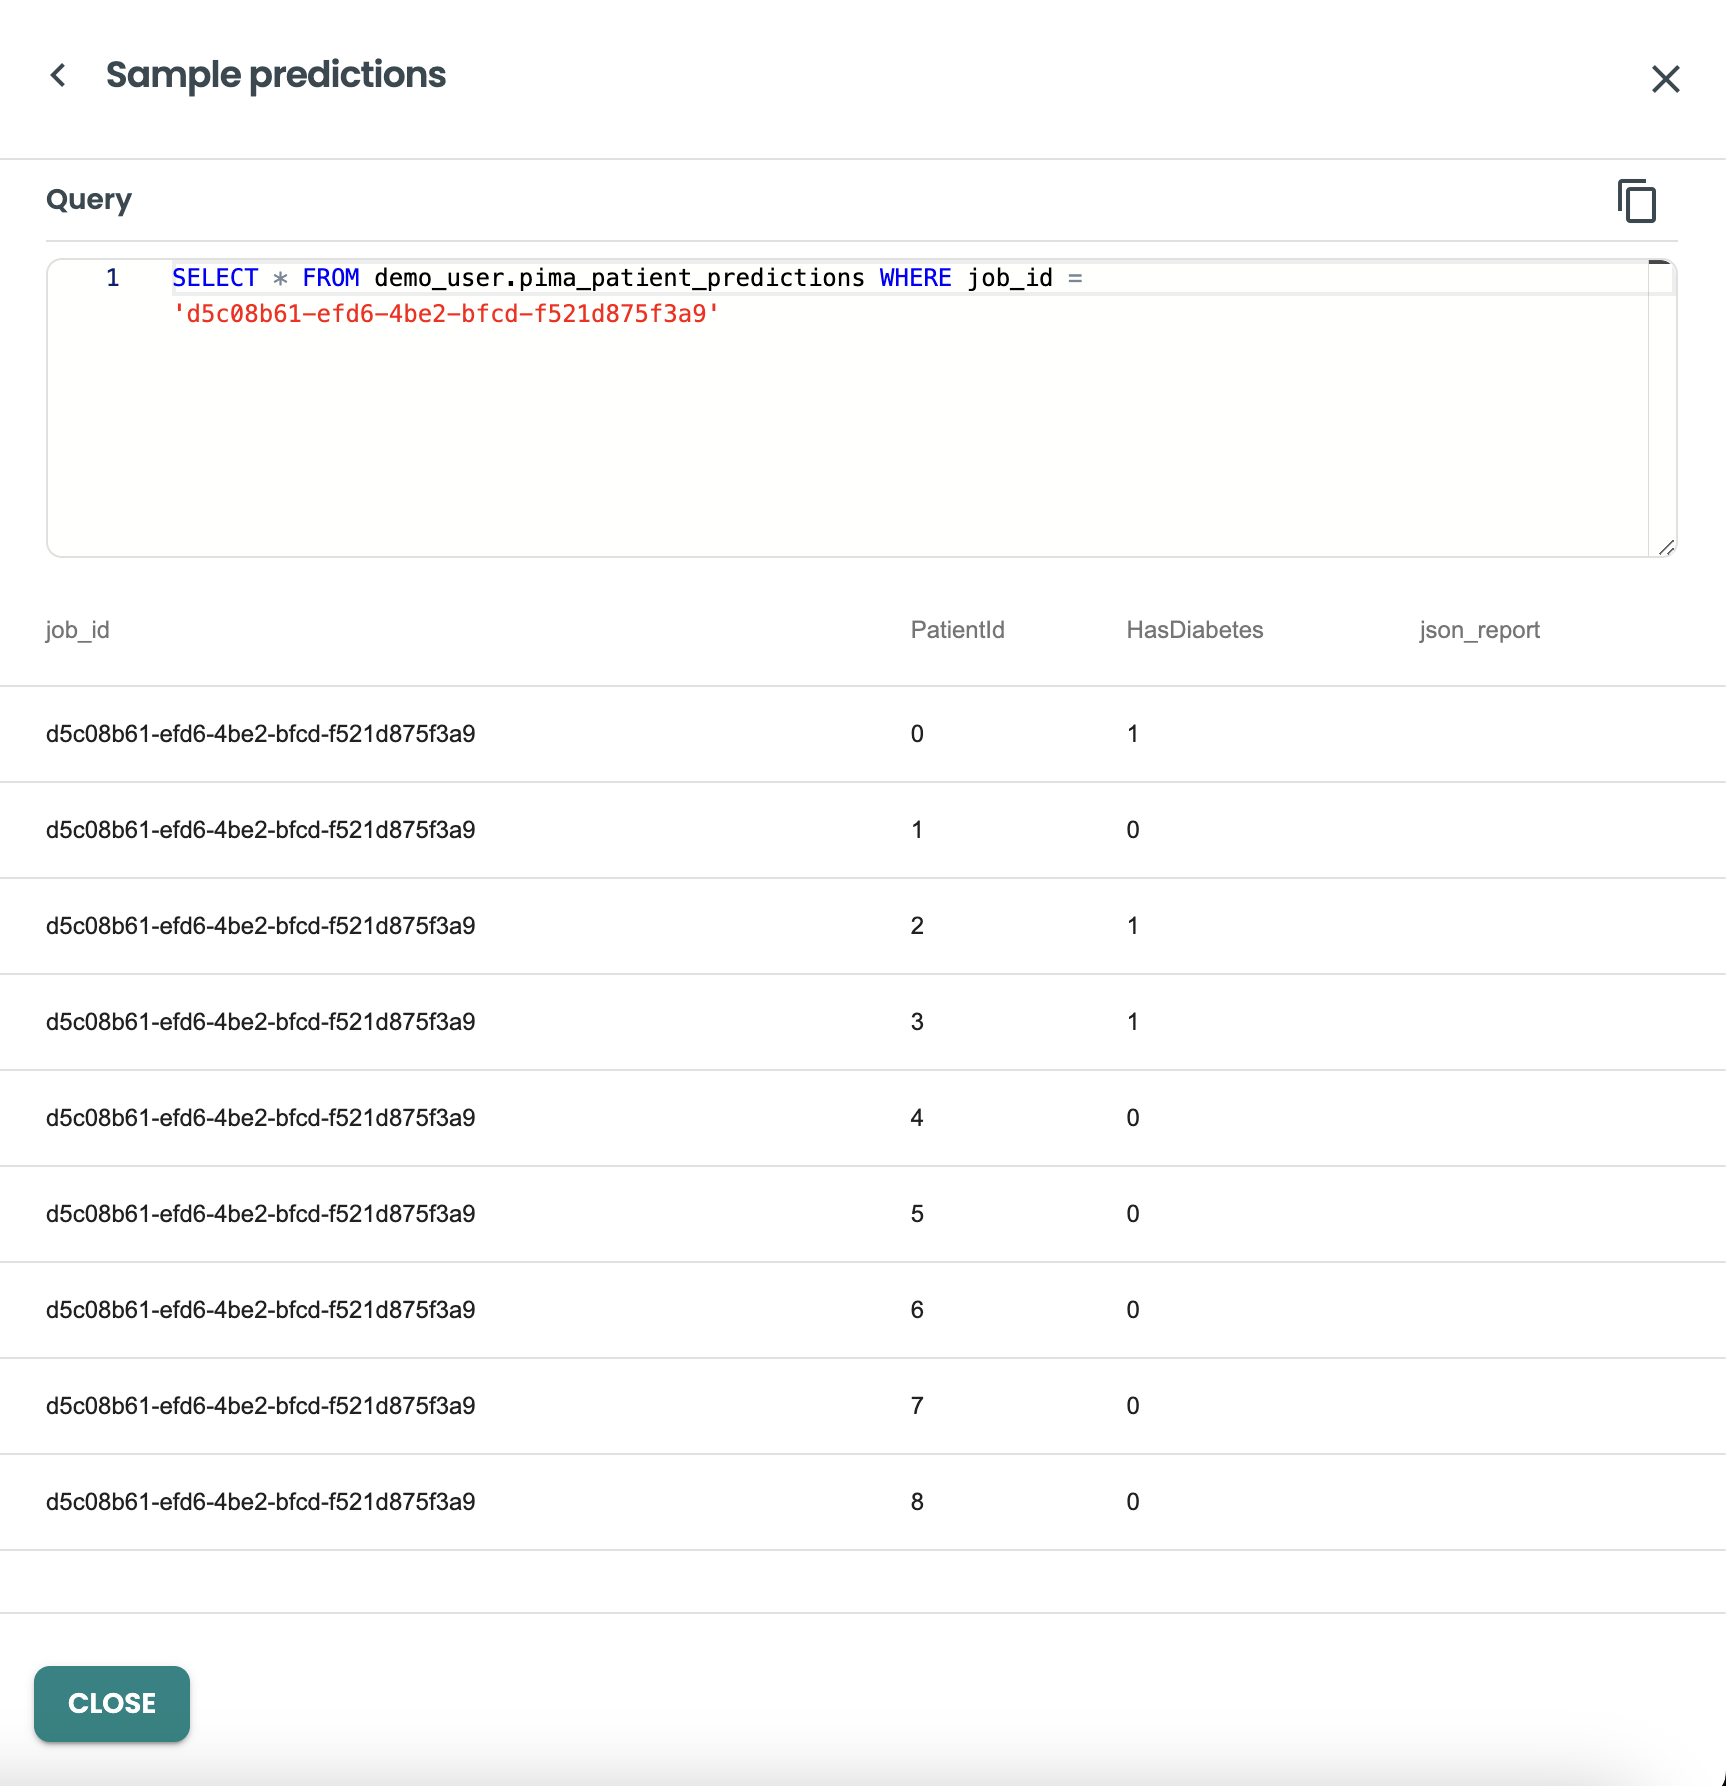 Sample predictions
Query
1 SELECT * FROM demo_user.pima_patient_predictions WHERE job_id =
'd5c08b61-efd6-4be2-bfcd-f521d875f3a9'
job_id PatientId HasDiabetes json_report
d5c08b61-efd6-4be2-bfcd-f521d875f3a9 0 1
d5c08b61-efd6-4be2-bfcd-f521d875f3a9 1 0
d5c08b61-efd6-4be2-bfcd-f521d875f3a9 2 1
d5c08b61-efd6-4be2-bfcd-f521d875f3a9 3 1
d5c08b61-efd6-4be2-bfcd-f521d875f3a9 4 0
d5c08b61-efd6-4be2-bfcd-f521d875f3a9 5 0
d5c08b61-efd6-4be2-bfcd-f521d875f3a9 6 0
d5c08b61-efd6-4be2-bfcd-f521d875f3a9 7 0
d5c08b61-efd6-4be2-bfcd-f521d875f3a9 8 0
CLOSE